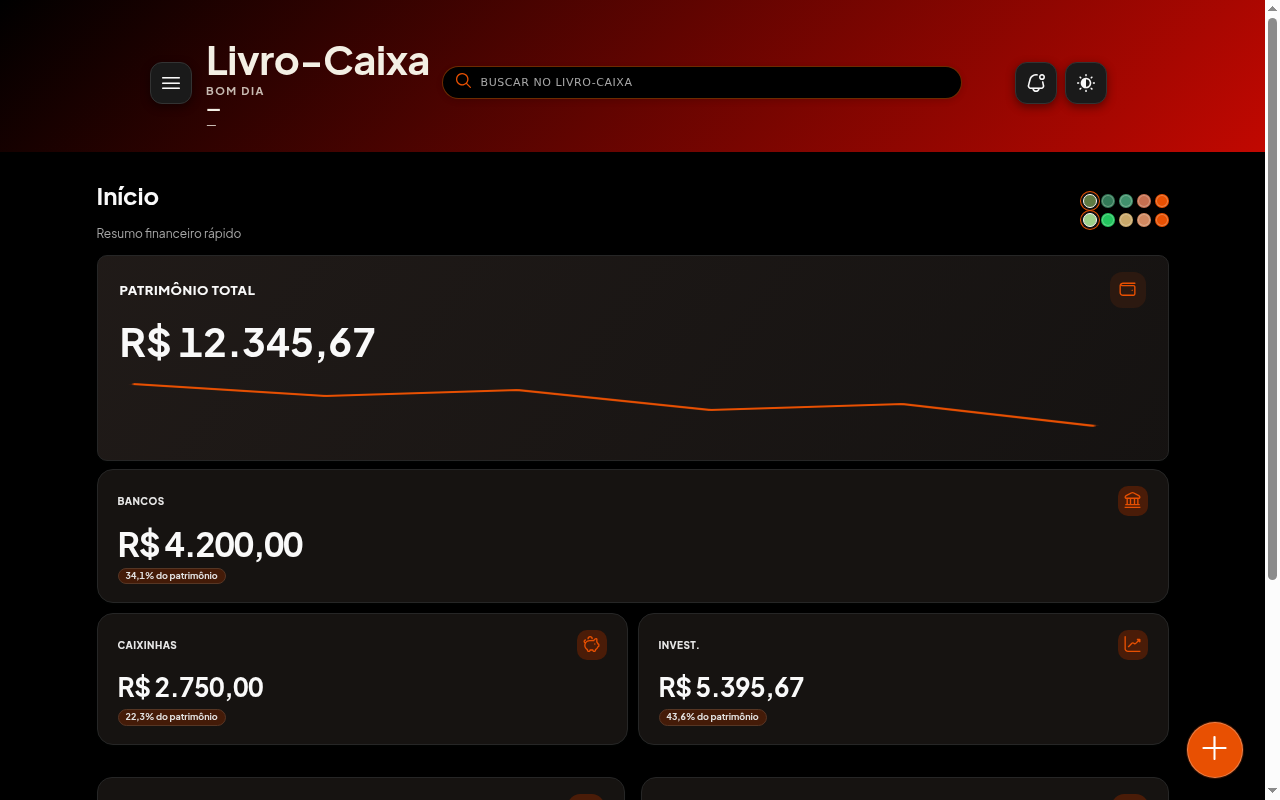 Livro-Caixa
BOM DIA
—
—
BUSCAR NO LIVRO-CAIXA
Início
Resumo financeiro rápido
PATRIMÔNIO TOTAL
R$ 12.345,67
BANCOS
R$ 4.200,00
34,1% do patrimônio
CAIXINHAS
R$ 2.750,00
22,3% do patrimônio
INVEST.
R$ 5.395,67
43,6% do patrimônio